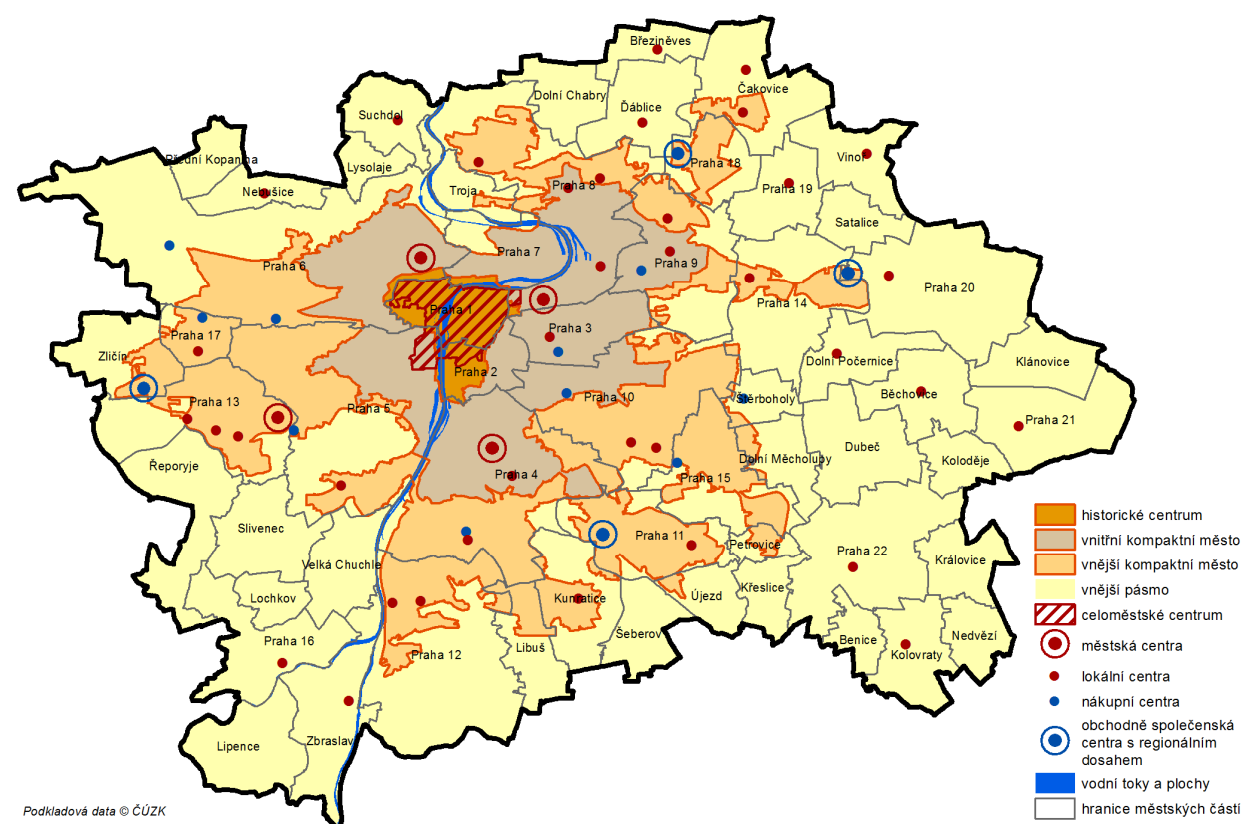 Březiněves
Čakovice
Dolní Chabry
Ďáblice
Suchdol
Přední Kopanina
Lysolaje
Nebušice
Troja
Praha 8
Praha 18
Vinoř
Praha 19
Satalice
Praha 7
Praha 6
Praha 9
Praha 20
Praha 14
Praha 1
Praha 3
Praha 17
Zličín
Praha 2
Dolní Počernice
Klánovice
Praha 13
Praha 5
Praha 10
Štěrboholy
Běchovice
Praha 21
Řeporyje
Praha 4
Dolní Měcholupy
Dubeč
Koloděje
Praha 15
Slivenec
Velká Chuchle
Praha 11
Petrovice
Praha 22
Královice
Lochkov
Kunratice
Újezd
Křeslice
Šeberov
Praha 16
Praha 12
Libuš
Benice
Nedvězí
Kolovraty
Lipence
Zbraslav
historické centrum
vnitřní kompaktní město
vnější kompaktní město
vnější pásmo
celoměstské centrum
městská centra
lokální centra
nákupní centra
obchodně společenská
centra s regionálním
dosahem
vodní toky a plochy
hranice městských částí
Podkladová data © ČÚZK